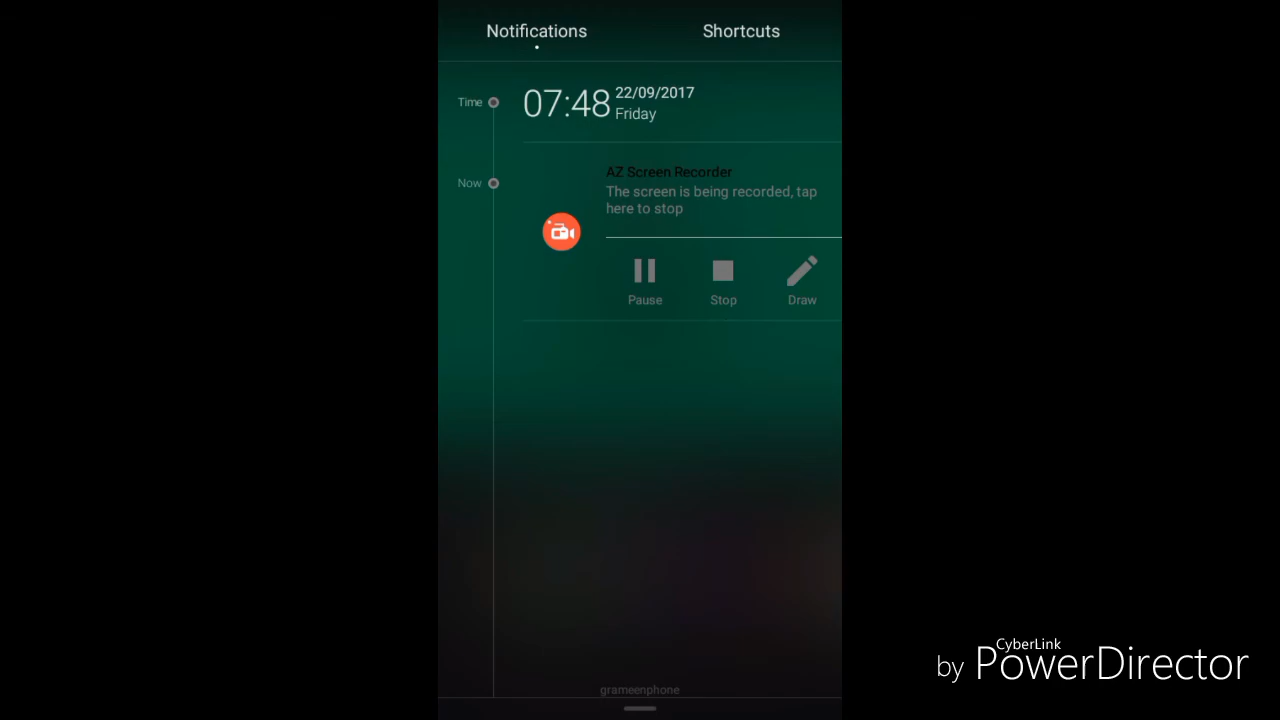 Notifications
Shortcuts
Time
07:48
22/09/2017
Friday
Now
AZ Screen Recorder
The screen is being recorded, tap
here to stop
Pause
Stop
Draw
grameenphone
CyberLink
by PowerDirector